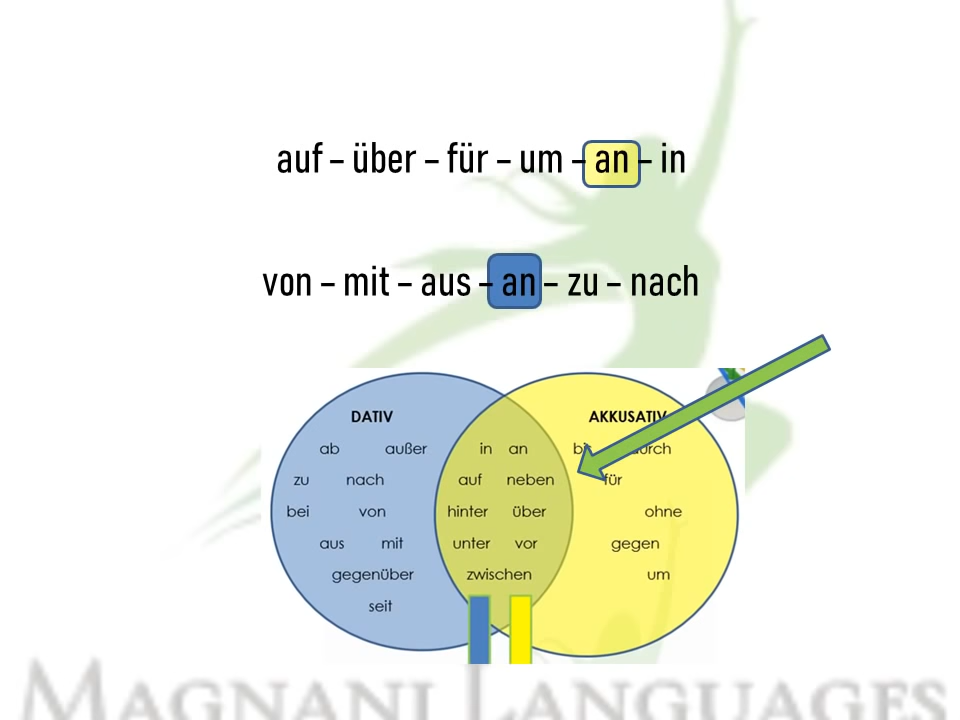 auf – über – für – um – an – in
von – mit – aus – an – zu – nach
DATIV AKKUSATIV
ab außer in an bis durch
zu nach auf neben für
bei von hinter über ohne
aus mit unter vor gegen
gegenüber zwischen um
seit
MAGNANI LANGUAGES